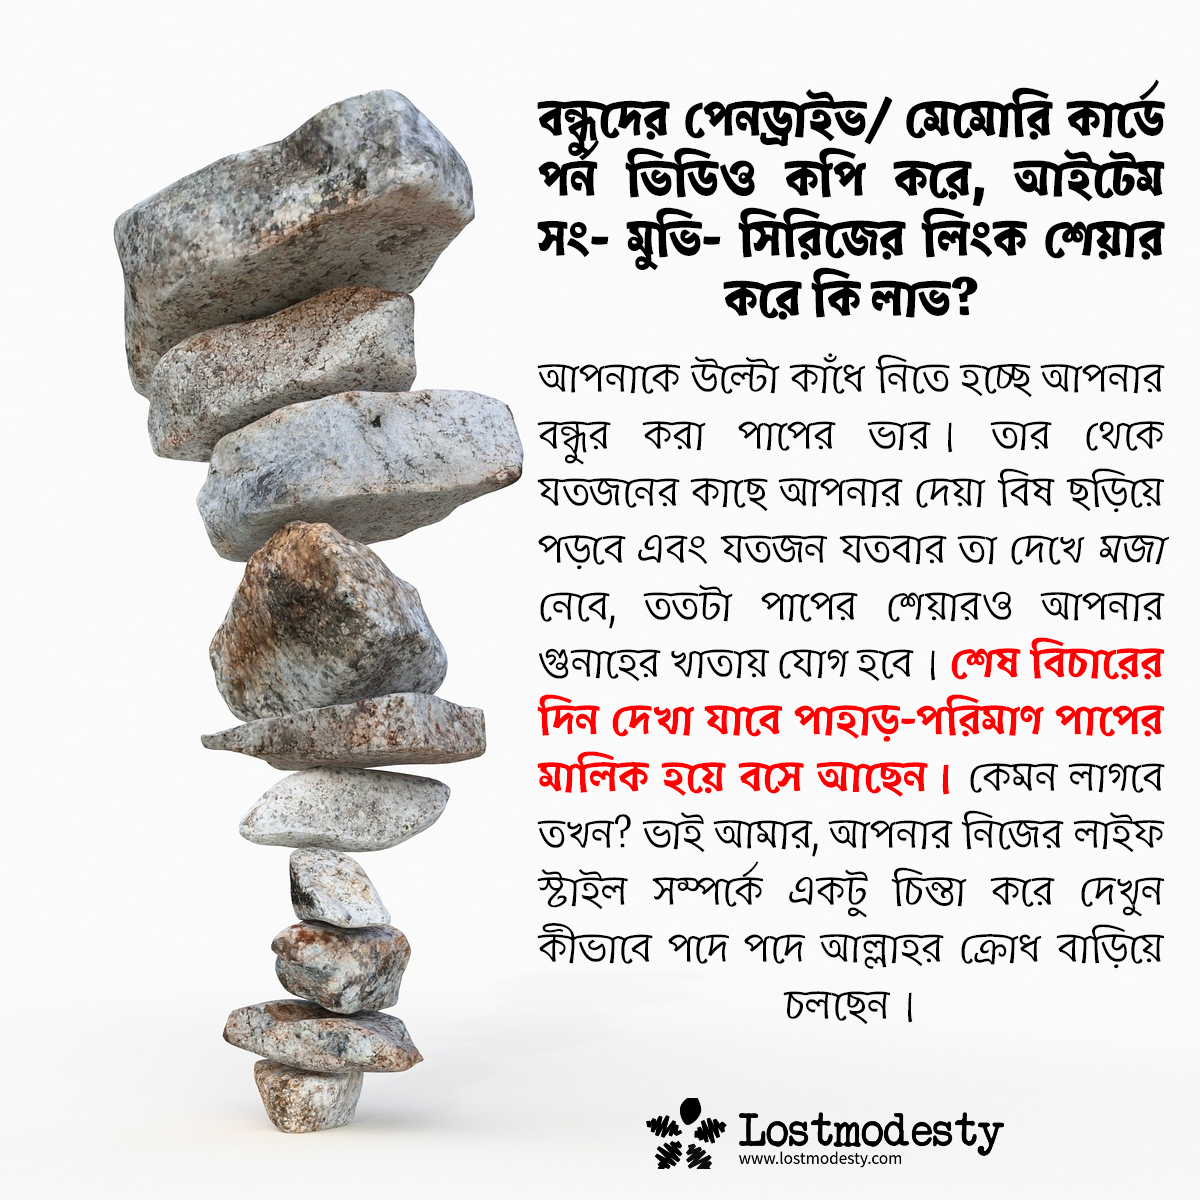 বন্ধুদের পেনড্রাইভ/ মেমোরি কার্ডে
পর্ন ভিডিও কপি করে, আইটেম
সং- মুভি- সিরিজের লিংক শেয়ার
করে কি লাভ?
আপনাকে উল্টো কাঁধে নিতে হচ্ছে আপনার
বন্ধুর করা পাপের ভার। তার থেকে
যতজনের কাছে আপনার দেয়া বিষ ছড়িয়ে
পড়বে এবং যতজন যতবার তা দেখে মজা
নেবে, ততটা পাপের শেয়ারও আপনার
গুনাহের খাতায় যোগ হবে । শেষ বিচারের
দিন দেখা যাবে পাহাড়-পরিমাণ পাপের
মালিক হয়ে বসে আছেন। কেমন লাগবে
তখন? ভাই আমার, আপনার নিজের লাইফ
স্টাইল সম্পর্কে একটু চিন্তা করে দেখুন
কীভাবে পদে পদে আল্লাহর ক্রোধ বাড়িয়ে
চলছেন ।
Lostmodesty
www.lostmodesty.com